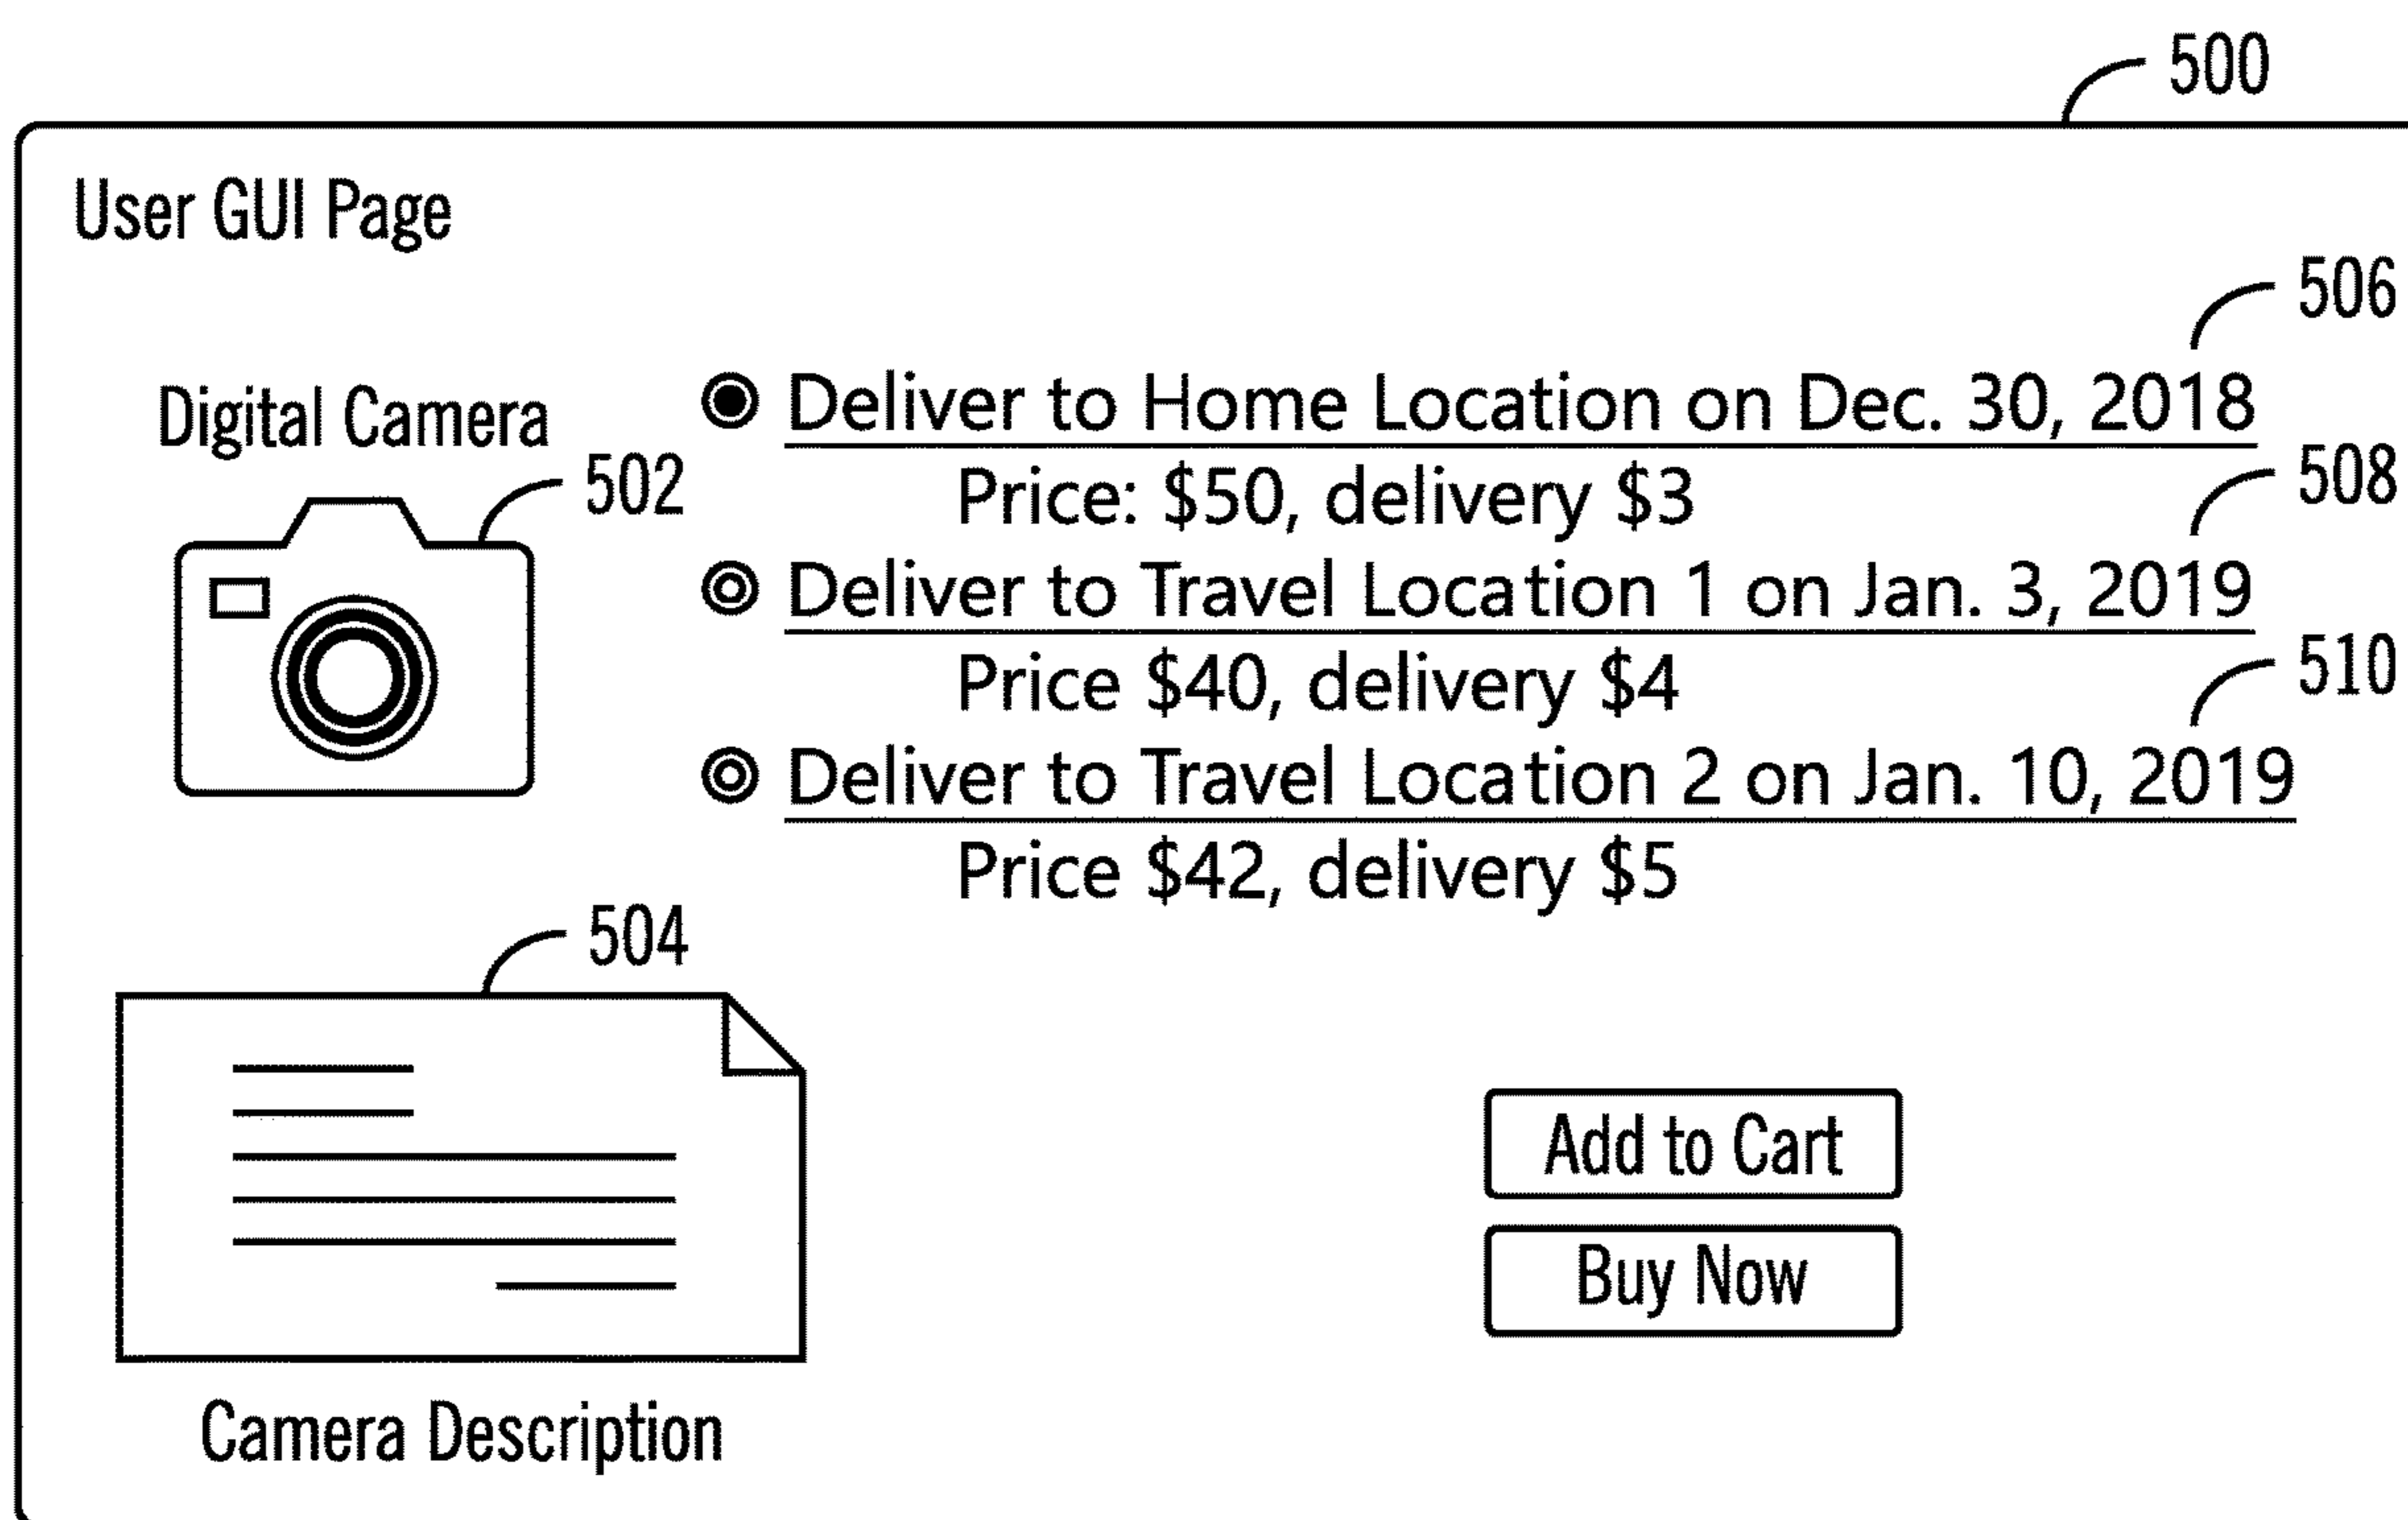 500
User GUI Page
506
Digital Camera
502
Deliver to Home Location on Dec. 30, 2018
Price: $50, delivery $3
508
Deliver to Travel Location 1 on Jan. 3, 2019
Price $40, delivery $4
510
Deliver to Travel Location 2 on Jan. 10, 2019
Price $42, delivery $5
504
Camera Description
Add to Cart
Buy Now